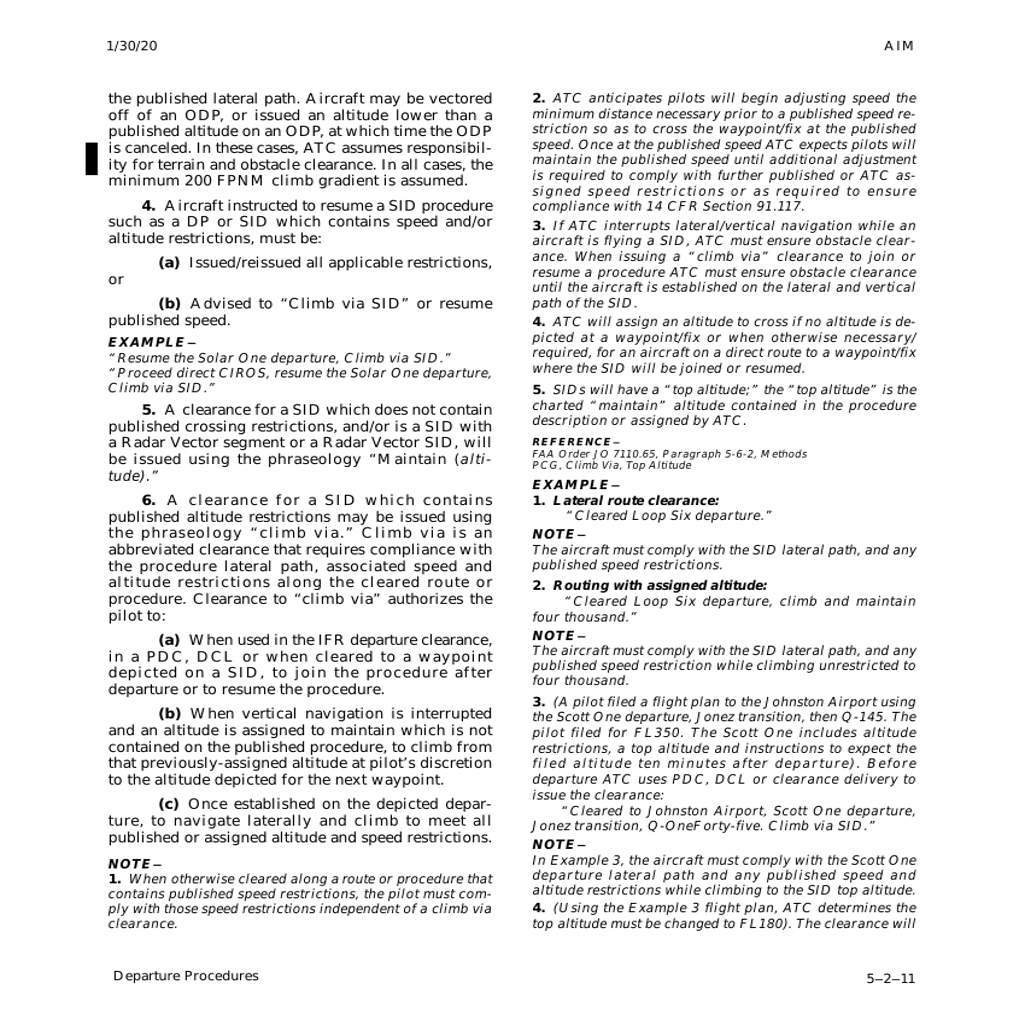 1/30/20
AIM
the published lateral path. Aircraft may be vectored
off of an ODP, or issued an altitude lower than a
published altitude on an ODP, at which time the ODP
is canceled. In these cases, ATC assumes responsibil-
ity for terrain and obstacle clearance. In all cases, the
minimum 200 FPNM climb gradient is assumed.
4. Aircraft instructed to resume a SID procedure
such as a DP or SID which contains speed and/or
altitude restrictions, must be:
(a) Issued/reissued all applicable restrictions,
or
(b) Advised to “Climb via SID” or resume
published speed.
EXAMPLE–
“Resume the Solar One departure, Climb via SID.”
“Proceed direct CIROS, resume the Solar One departure,
Climb via SID.”
5. A clearance for a SID which does not contain
published crossing restrictions, and/or is a SID with
a Radar Vector segment or a Radar Vector SID, will
be issued using the phraseology “Maintain (alti-
tude).”
6. A clearance for a SID which contains
published altitude restrictions may be issued using
the phraseology “climb via.” Climb via is an
abbreviated clearance that requires compliance with
the procedure lateral path, associated speed and
altitude restrictions along the cleared route or
procedure. Clearance to “climb via” authorizes the
pilot to:
(a) When used in the IFR departure clearance,
in a PDC, DCL or when cleared to a waypoint
depicted on a SID, to join the procedure after
departure or to resume the procedure.
(b) When vertical navigation is interrupted
and an altitude is assigned to maintain which is not
contained on the published procedure, to climb from
that previously-assigned altitude at pilot’s discretion
to the altitude depicted for the next waypoint.
(c) Once established on the depicted depar-
ture, to navigate laterally and climb to meet all
published or assigned altitude and speed restrictions.
NOTE–
1. When otherwise cleared along a route or procedure that
contains published speed restrictions, the pilot must com-
ply with those speed restrictions independent of a climb via
clearance.
2. ATC anticipates pilots will begin adjusting speed the
minimum distance necessary prior to a published speed re-
striction so as to cross the waypoint/fix at the published
speed. Once at the published speed ATC expects pilots will
maintain the published speed until additional adjustment
is required to comply with further published or ATC as-
signed speed restrictions or as required to ensure
compliance with 14 CFR Section 91.117.
3. If ATC interrupts lateral/vertical navigation while an
aircraft is flying a SID, ATC must ensure obstacle clear-
ance. When issuing a “climb via” clearance to join or
resume a procedure ATC must ensure obstacle clearance
until the aircraft is established on the lateral and vertical
path of the SID.
4. ATC will assign an altitude to cross if no altitude is de-
picted at a waypoint/fix or when otherwise necessary/
required, for an aircraft on a direct route to a waypoint/fix
where the SID will be joined or resumed.
5. SIDs will have a “top altitude;” the “top altitude” is the
charted “maintain” altitude contained in the procedure
description or assigned by ATC.
REFERENCE–
FAA Order JO 7110.65, Paragraph 5-6-2, Methods
PCG, Climb Via, Top Altitude
EXAMPLE–
1. Lateral route clearance:
“Cleared Loop Six departure.”
NOTE–
The aircraft must comply with the SID lateral path, and any
published speed restrictions.
2. Routing with assigned altitude:
“Cleared Loop Six departure, climb and maintain
four thousand.”
NOTE–
The aircraft must comply with the SID lateral path, and any
published speed restriction while climbing unrestricted to
four thousand.
3. (A pilot filed a flight plan to the Johnston Airport using
the Scott One departure, Jonez transition, then Q-145. The
pilot filed for FL350. The Scott One includes altitude
restrictions, a top altitude and instructions to expect the
filed altitude ten minutes after departure). Before
departure ATC uses PDC, DCL or clearance delivery to
issue the clearance:
“Cleared to Johnston Airport, Scott One departure,
Jonez transition, Q-OneForty-five. Climb via SID.”
NOTE–
In Example 3, the aircraft must comply with the Scott One
departure lateral path and any published speed and
altitude restrictions while climbing to the SID top altitude.
4. (Using the Example 3 flight plan, ATC determines the
top altitude must be changed to FL180). The clearance will
Departure Procedures
5–2–11